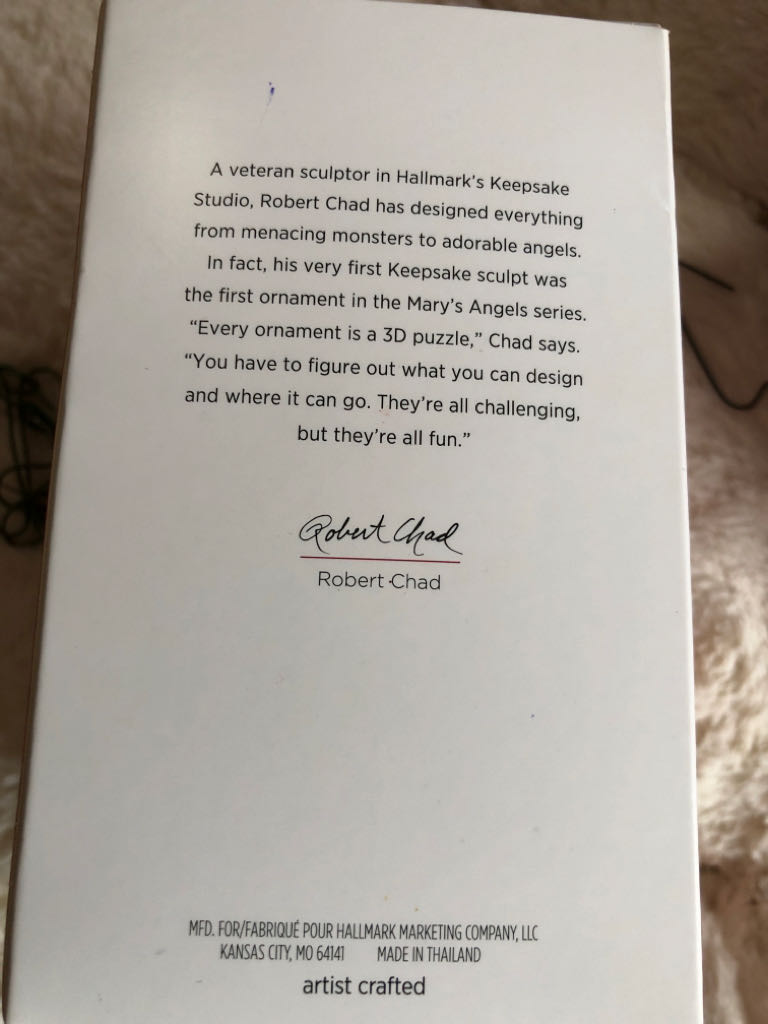 A veteran sculptor in Hallmark's Keepsake
Studio, Robert Chad has designed everything
from menacing monsters to adorable angels.
In fact, his very first Keepsake sculpt was
the first ornament in the Mary's Angels series.
“Every ornament is a 3D puzzle,” Chad says.
“You have to figure out what you can design
and where it can go. They're all challenging,
but they're all fun.”
Robert Chad
Robert Chad
MFD. FOR/FABRIQUÉ POUR HALLMARK MARKETING COMPANY, LLC
KANSAS CITY, MO 64141 MADE IN THAILAND
artist crafted